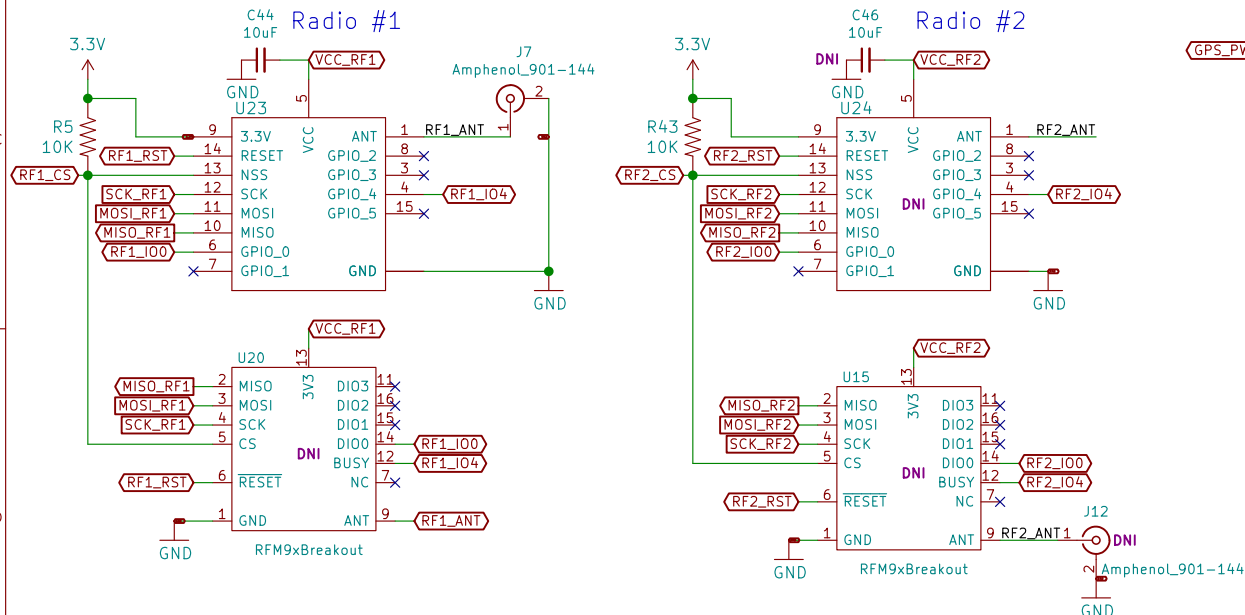 Radio #1
C44
10uF
3.3V
VCC_RF1
GND
J7
Amphenol_901-144
2
1
U23
5
VCC
R5
10K
9
3.3V
ANT
1
RF1_ANT
RF1_RST
14
RESET
GPIO_2
8
RF1_CS
13
NSS
GPIO_3
3
SCK_RF1
12
SCK
GPIO_4
4
RF1_IO4
MOSI_RF1
11
MOSI
GPIO_5
15
MISO_RF1
10
MISO
RF1_IO0
6
GPIO_0
7
GPIO_1
GND
GND
VCC_RF1
U20
13
3V3
MISO_RF1
2
MISO
DIO3
11
MOSI_RF1
3
MOSI
DIO2
16
SCK_RF1
4
SCK
DIO1
15
5
CS
DIO0
14
RF1_IO0
DNI
BUSY
12
RF1_IO4
RF1_RST
6
RESET
NC
7
1
GND
ANT
9
RF1_ANT
GND
RFM9xBreakout
Radio #2
C46
10uF
3.3V
DNI
VCC_RF2
GND
GPS_PW
U24
5
VCC
R43
10K
9
3.3V
ANT
1
RF2_ANT
RF2_RST
14
RESET
GPIO_2
8
RF2_CS
13
NSS
GPIO_3
3
SCK_RF2
12
SCK
GPIO_4
4
RF2_IO4
MOSI_RF2
11
MOSI
DNI
GPIO_5
15
MISO_RF2
10
MISO
RF2_IO0
6
GPIO_0
7
GPIO_1
GND
GND
VCC_RF2
U15
13
3V3
MISO_RF2
2
MISO
DIO3
11
MOSI_RF2
3
MOSI
DIO2
16
SCK_RF2
4
SCK
DIO1
15
5
CS
DIO0
14
RF2_IO0
DNI
BUSY
12
RF2_IO4
RF2_RST
6
RESET
NC
7
1
GND
ANT
9
RF2_ANT
1
J12
DNI
2
Amphenol_901-144
GND
GND
RFM9xBreakout